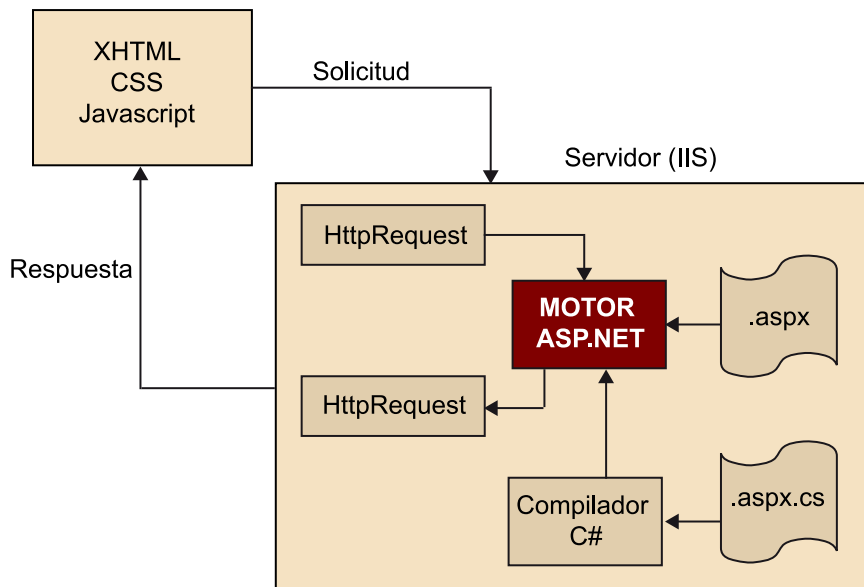 XHTML
CSS
Javascript
Solicitud
Servidor (IIS)
HttpRequest
Respuesta
MOTOR
ASP.NET
.aspx
HttpRequest
Compilador
C#
.aspx.cs